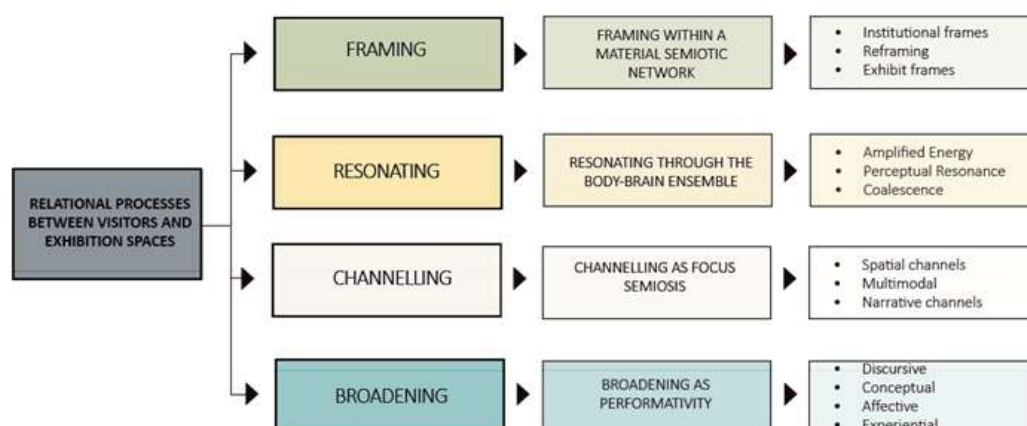 RELATIONAL PROCESSES
BETWEEN VISITORS AND
EXHIBITION SPACES
FRAMING
FRAMING WITHIN A
MATERIAL SEMIOTIC
NETWORK
• Institutional frames
• Reframing
• Exhibit frames
RESONATING
RESONATING THROUGH THE
BODY-BRAIN ENSEMBLE
• Amplified Energy
• Perceptual Resonance
• Coalescence
CHANNELLING
CHANNELLING AS FOCUS
SEMIOSIS
• Spatial channels
• Multimodal
• Narrative channels
BROADENING
BROADENING AS
PERFORMATIVITY
• Discursive
• Conceptual
• Affective
• Experiential